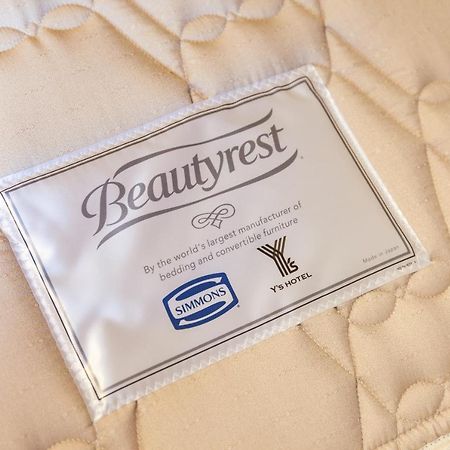 Beautyrest
By the world's largest manufacturer of
bedding and convertible furniture
SIMMONS
Y's
Y's HOTEL
Made in Japan